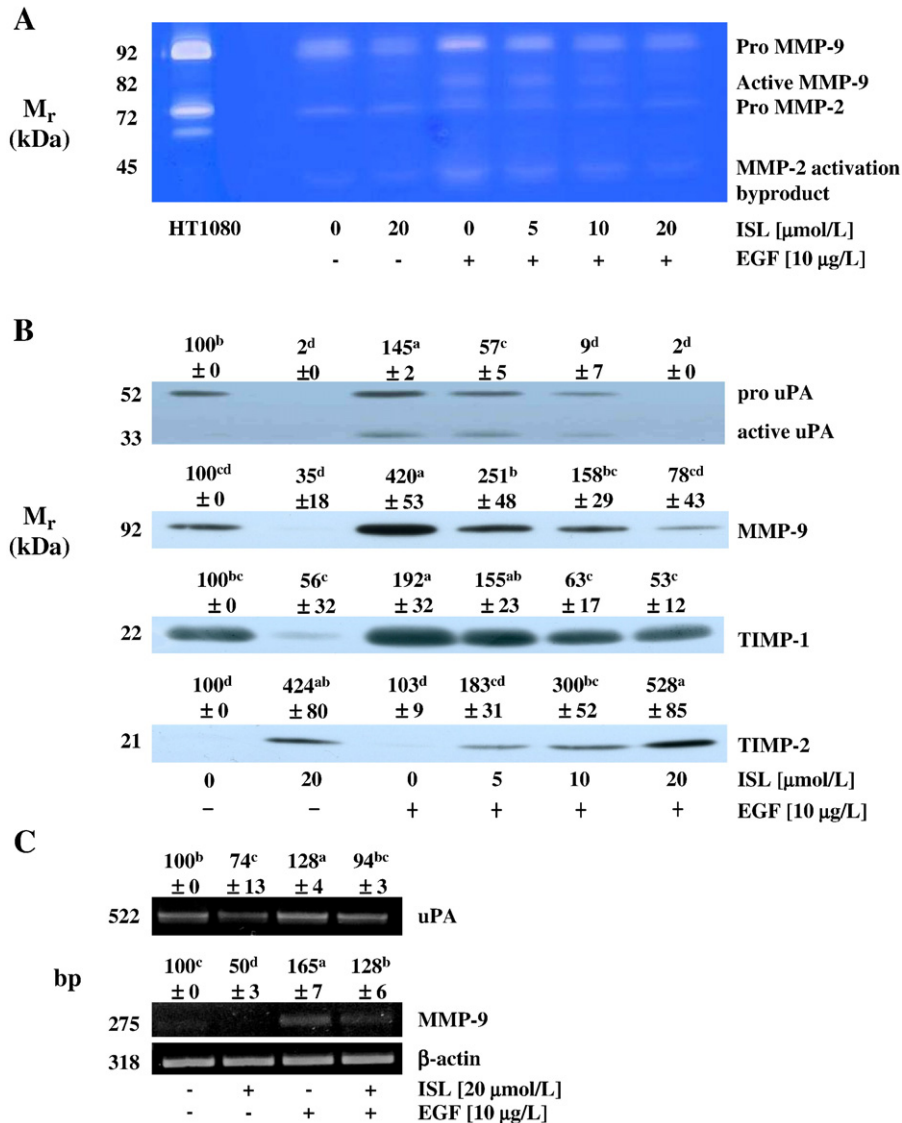 A
92 Pro MMP-9
82 Active MMP-9
Mr
(kDa)
72 Pro MMP-2
45 MMP-2 activation
byproduct
HT1080 0 20 0 5 10 20 ISL [μmol/L]
- - + + + + EGF [10 μg/L]
B
100b 2d 145a 57c 9d 2d
± 0 ±0 ± 2 ± 5 ± 7 ± 0
52 pro uPA
33 active uPA
100cd 35d 420a 251b 158bc 78cd
± 0 ±18 ± 53 ± 48 ± 29 ± 43
Mr
(kDa)
92 MMP-9
100bc 56c 192a 155ab 63c 53c
± 0 ± 32 ± 32 ± 23 ± 17 ± 12
22 TIMP-1
100d 424ab 103d 183cd 300bc 528a
± 0 ± 80 ± 9 ± 31 ± 52 ± 85
21 TIMP-2
0 20 0 5 10 20 ISL [μmol/L]
– – + + + + EGF [10 μg/L]
C
100b 74c 128a 94bc
± 0 ± 13 ± 4 ± 3
522 uPA
bp
100c 50d 165a 128b
± 0 ± 3 ± 7 ± 6
275 MMP-9
318 β-actin
- + - + ISL [20 μmol/L]
- - + + EGF [10 μg/L]